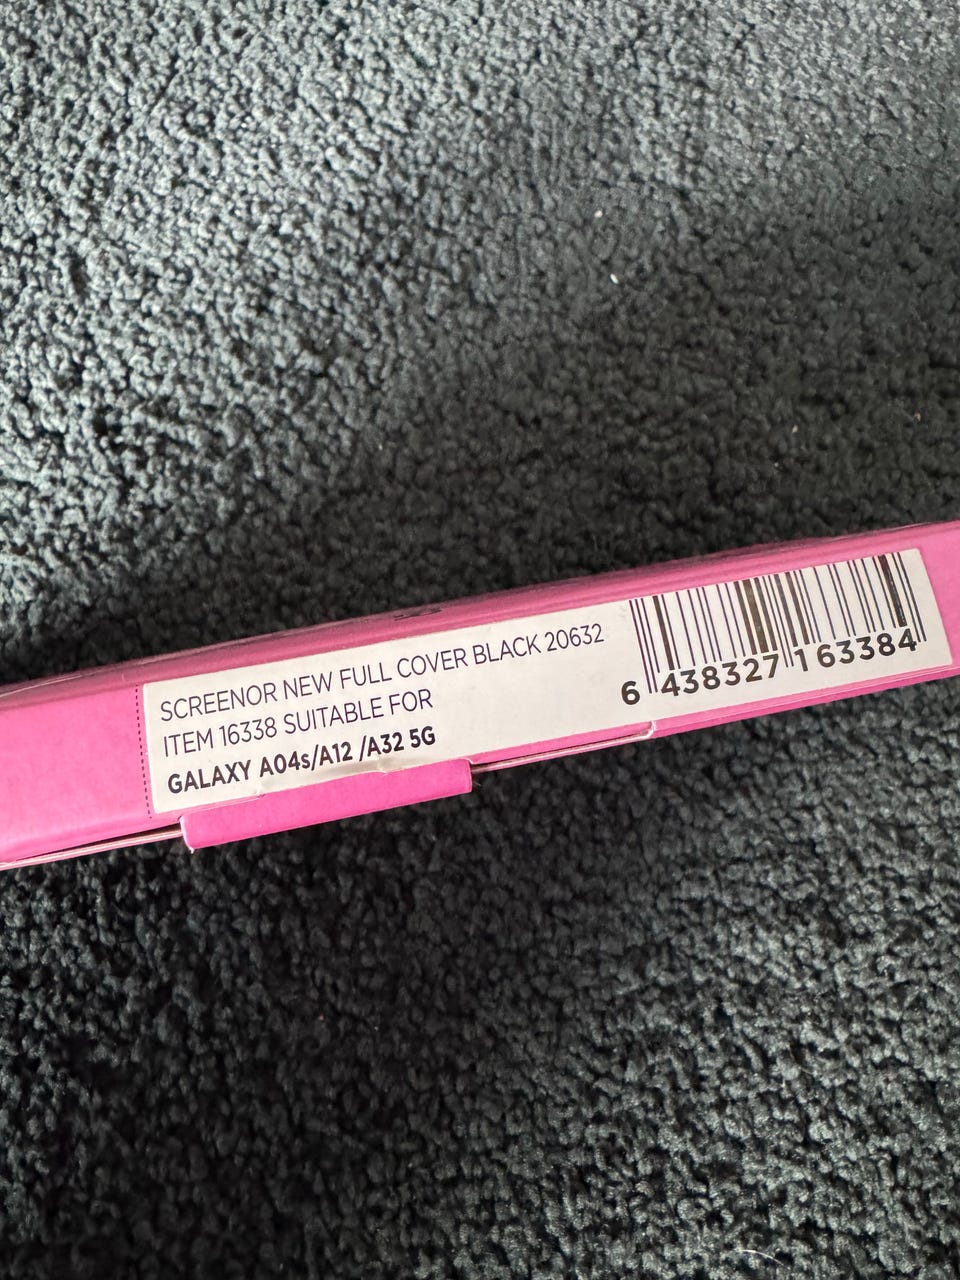 SCREENOR NEW FULL COVER BLACK 20632
ITEM 16338 SUITABLE FOR
GALAXY A04s/A12 /A32 5G
6 438327 163384